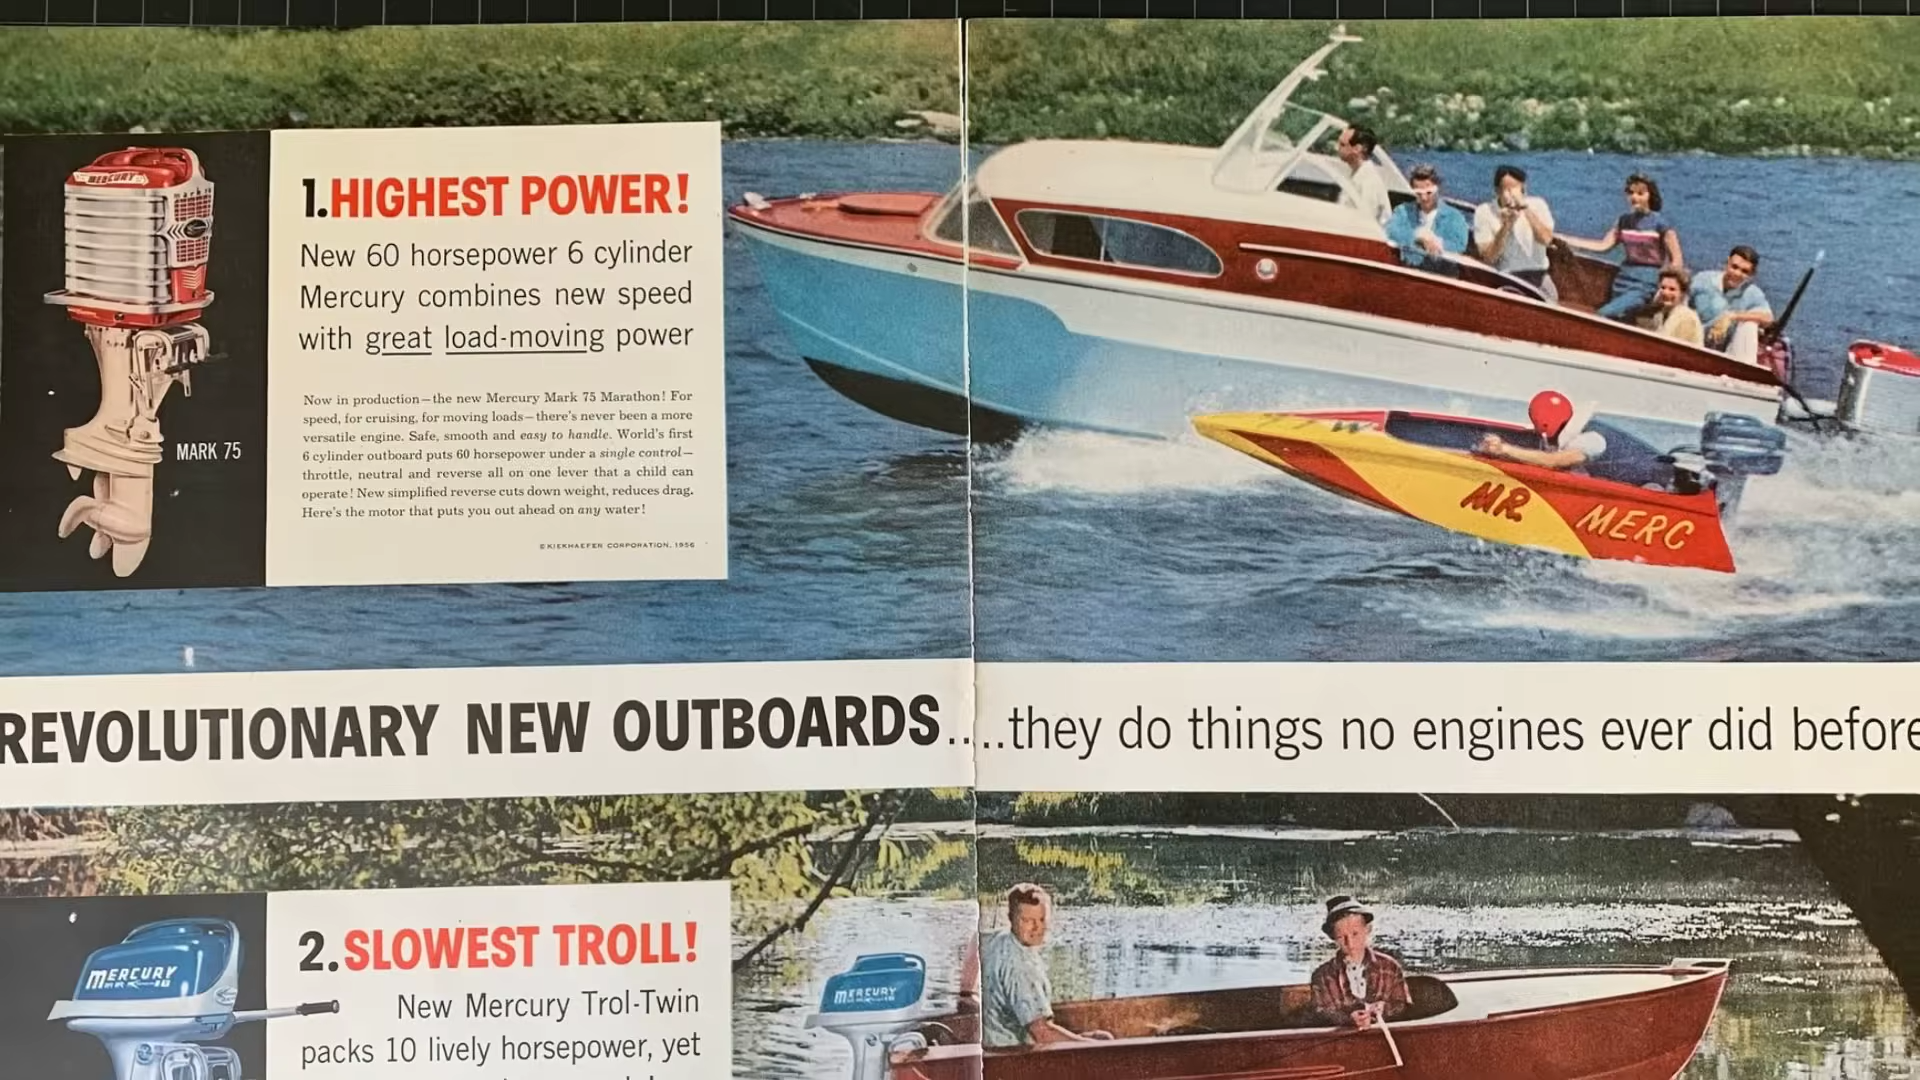 MERCURY
MARK 75
1. HIGHEST POWER!
New 60 horsepower 6 cylinder
Mercury combines new speed
with great load-moving power
Now in production—the new Mercury Mark 75 Marathon! For
speed, for cruising, for moving loads—there's never been a more
versatile engine. Safe, smooth and easy to handle. World's first
6 cylinder outboard puts 60 horsepower under a single control—
throttle, neutral and reverse all on one lever that a child can
operate! New simplified reverse cuts down weight, reduces drag.
Here's the motor that puts you out ahead on any water!
© KIEKHAEFER CORPORATION, 1956
MR. MERC
REVOLUTIONARY NEW OUTBOARDS....they do things no engines ever did before
MERCURY
2. SLOWEST TROLL!
New Mercury Trol-Twin
packs 10 lively horsepower, yet
MERCURY